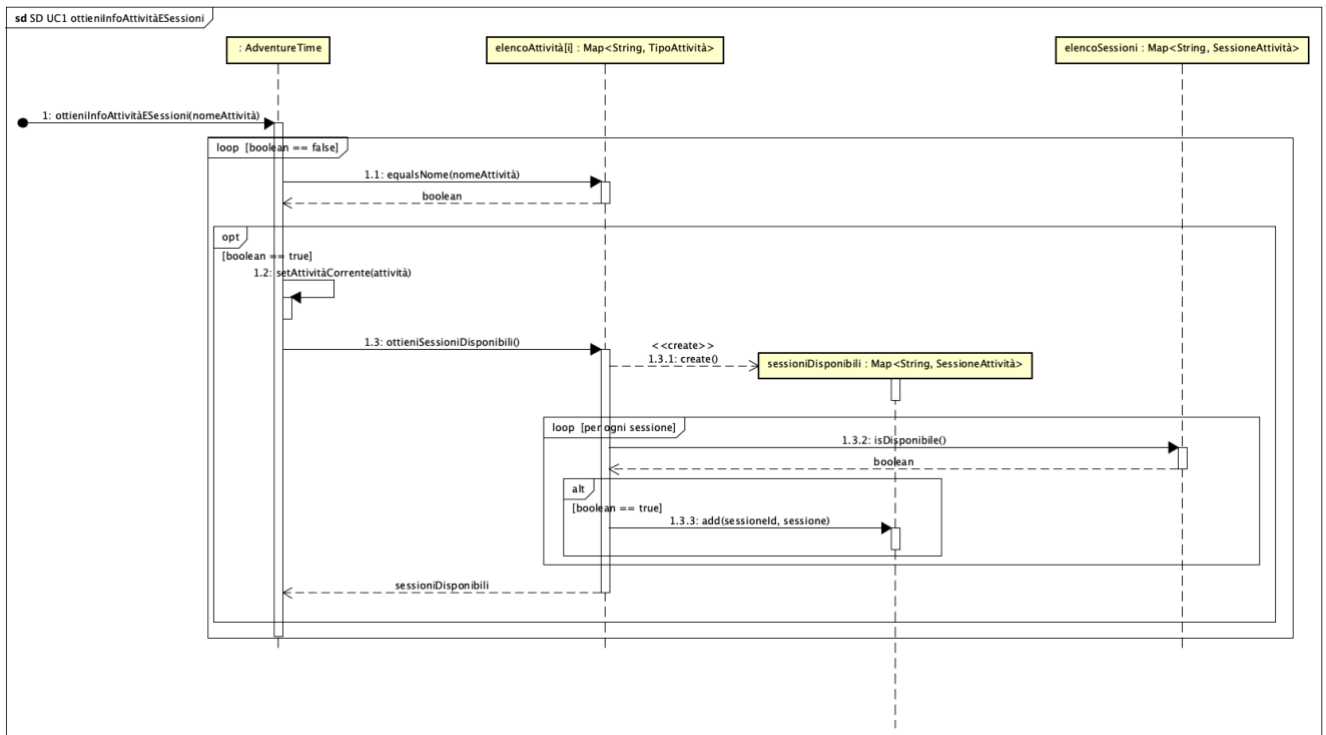 sd SD UC1 ottieniInfoAttivitàESessioni
: AdventureTime
elencoAttività[i] : Map<String, TipoAttività>
elencoSessioni : Map<String, SessioneAttività>
1: ottieniInfoAttivitàESessioni(nomeAttività)
loop [boolean == false]
1.1: equalsNome(nomeAttività)
boolean
opt
[boolean == true]
1.2: setAttivitàCorrente(attività)
1.3: ottieniSessioniDisponibili()
<<create>>
1.3.1: create()
sessioniDisponibili : Map<String, SessioneAttività>
loop [per ogni sessione]
1.3.2: isDisponibile()
boolean
alt
[boolean == true]
1.3.3: add(sessioneId, sessione)
sessioniDisponibili